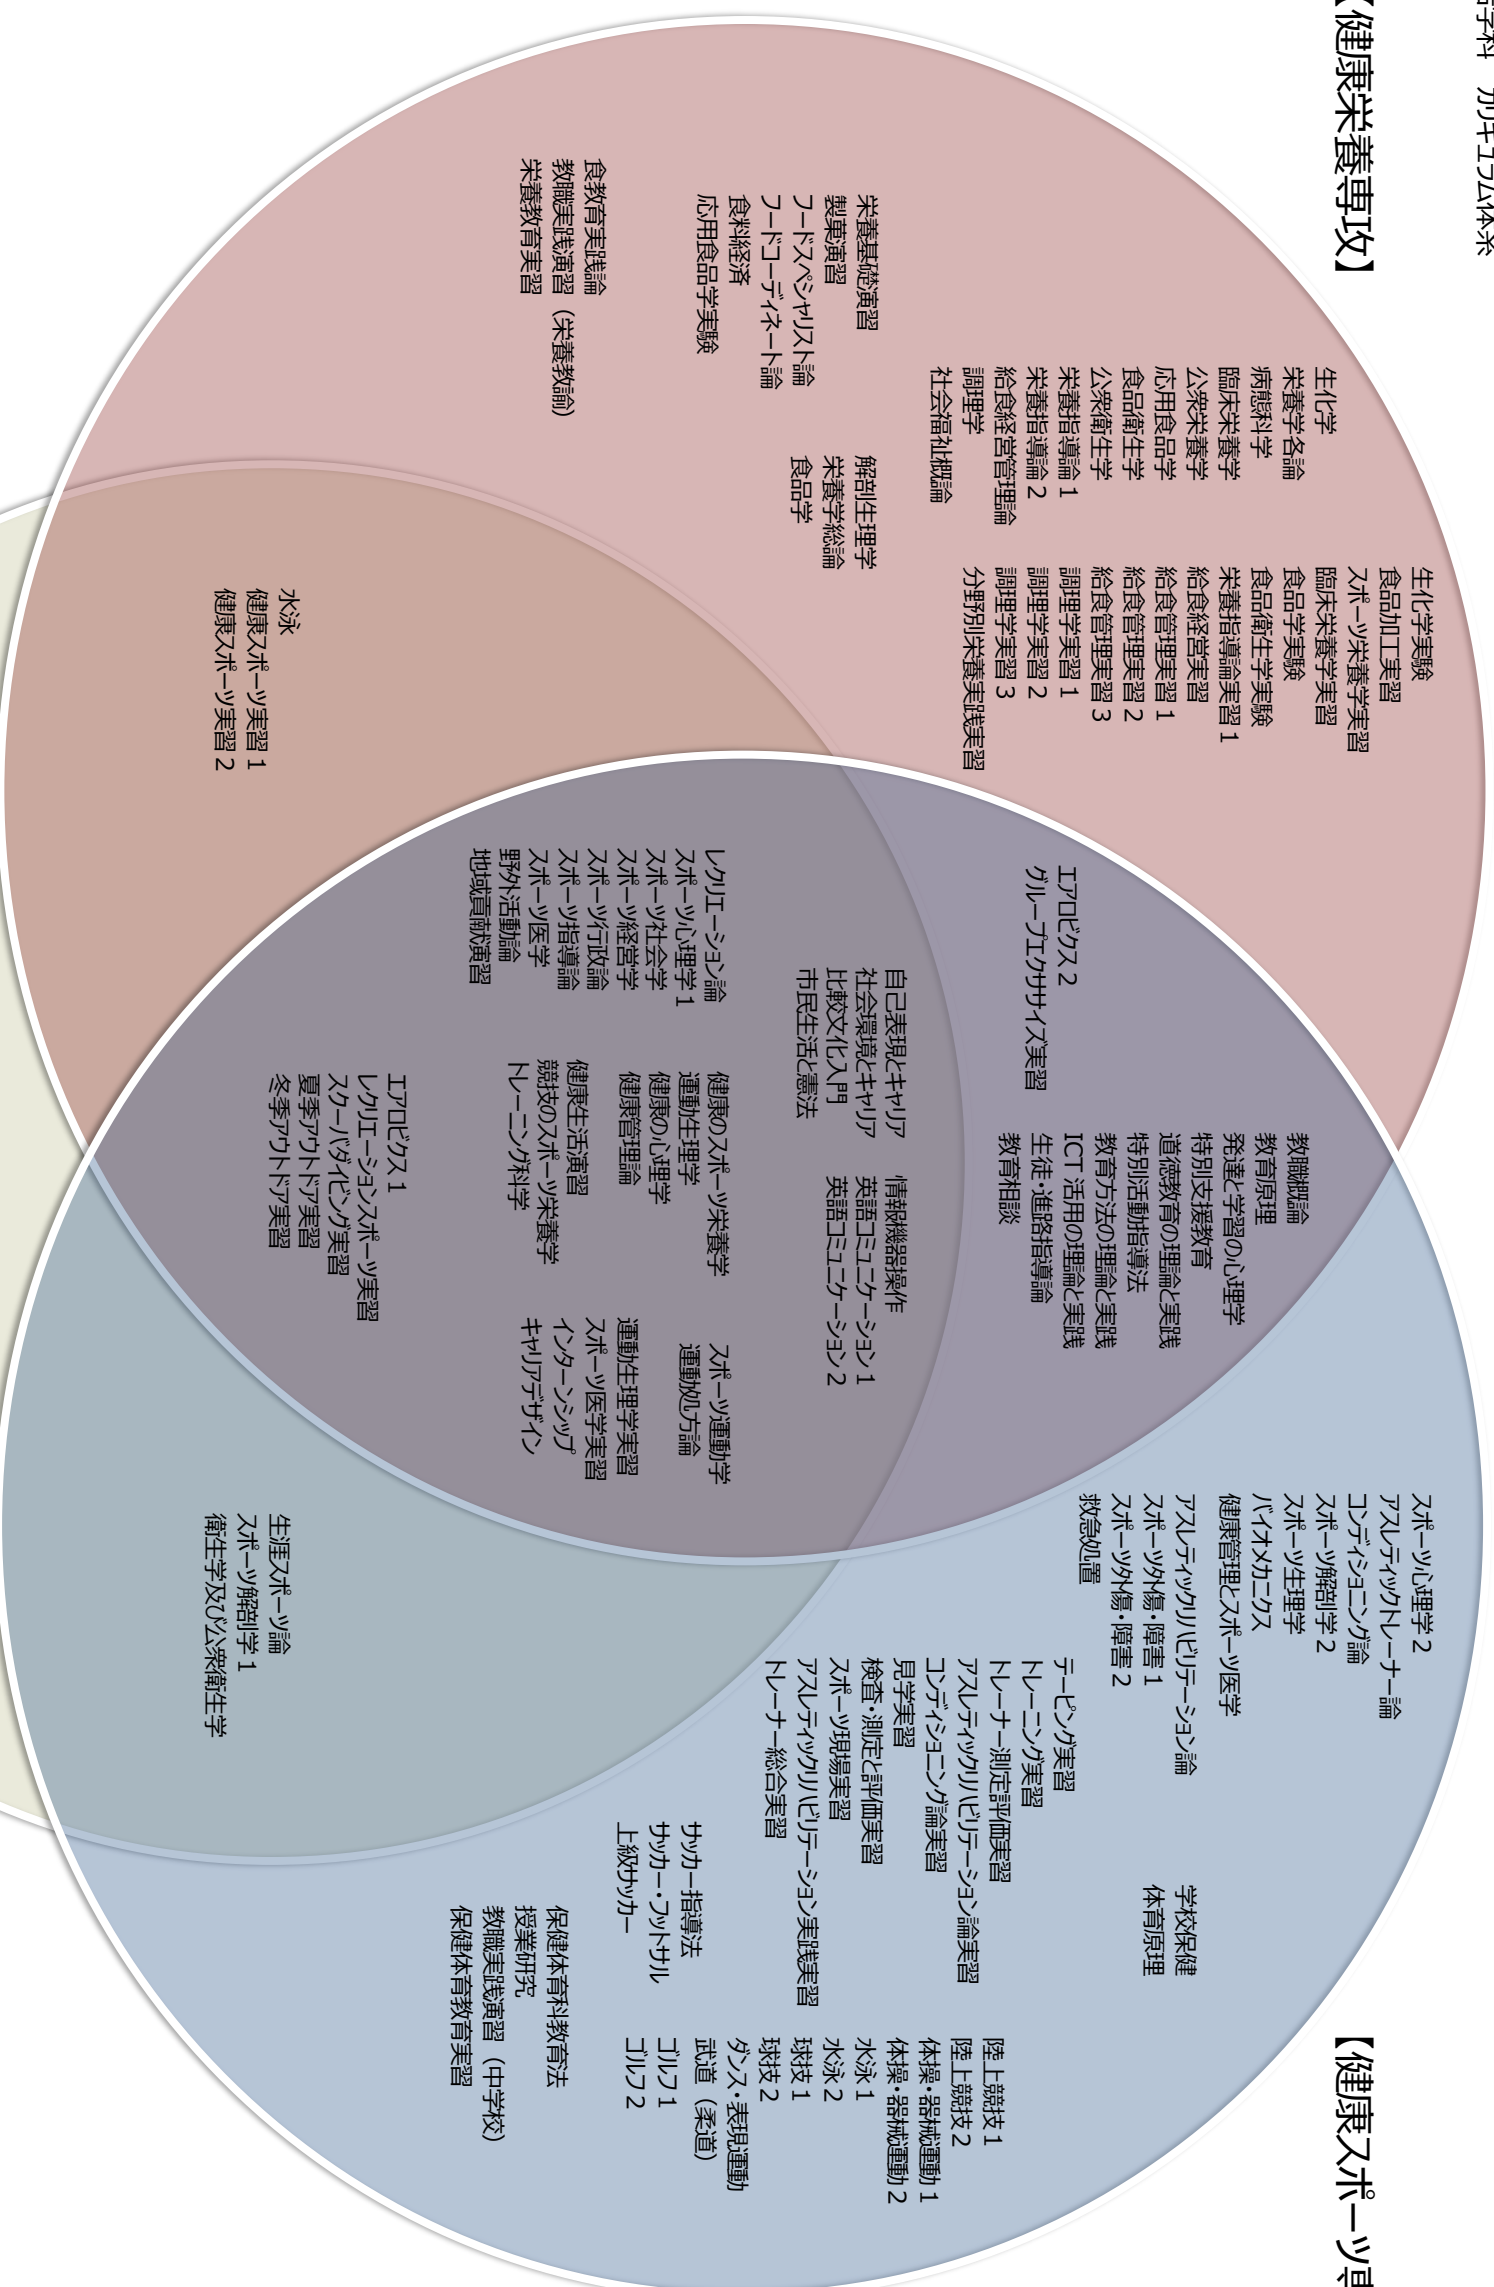 学科　カリキュラム体系
【健康栄養専攻】
【健康スポーツ
生化学実験
食品加工実習
スポーツ栄養学実習
臨床栄養学実習
食品学実験
食品衛生学実験
栄養指導論実習 1
給食経営実習
給食管理実習 1
給食管理実習 2
給食管理実習 3
調理学実習 1
調理学実習 2
調理学実習 3
分野別栄養実践実習
生化学
栄養学各論
病態科学
臨床栄養学
公衆栄養学
応用食品学
食品衛生学
公衆衛生学
栄養指導論 1
栄養指導論 2
給食経営管理論
調理学
社会福祉概論
栄養基礎演習
製菓演習
フードスペシャリスト論
フードコーディネート論
食料経済
応用食品学実験
解剖生理学
栄養学総論
食品学
食教育実践論
教職実践演習（栄養教諭）
栄養教育実習
水泳
健康スポーツ実習 1
健康スポーツ実習 2
エアロビクス 2
グループエクササイズ実習
教職概論
教育原理
発達と学習の心理学
特別支援教育
道徳教育の理論と実践
特別活動指導法
教育方法の理論と実践
ICT 活用の理論と実践
生徒・進路指導論
教育相談
自己表現とキャリア
社会環境とキャリア
比較文化入門
市民生活と憲法
情報機器操作
英語コミュニケーション 1
英語コミュニケーション 2
レクリエーション論
スポーツ心理学 1
スポーツ社会学
スポーツ経営学
スポーツ行政論
スポーツ指導論
スポーツ医学
野外活動論
地域貢献演習
健康のスポーツ栄養学
運動生理学
健康の心理学
健康管理論
健康生活演習
競技のスポーツ栄養学
トレーニング科学
スポーツ運動学
運動処方論
運動生理学実習
スポーツ医学実習
インターンシップ
キャリアデザイン
エアロビクス 1
レクリエーションスポーツ実習
スクーバダイビング実習
夏季アウトドア実習
冬季アウトドア実習
生涯スポーツ論
スポーツ解剖学 1
衛生学及び公衆衛生学
スポーツ心理学 2
アスレティックトレーナー論
コンディショニング論
スポーツ解剖学 2
スポーツ生理学
バイオメカニクス
健康管理とスポーツ医学
アスレティックリハビリテーション論
スポーツ外傷・障害 1
スポーツ外傷・障害 2
救急処置
学校保健
体育原理
テーピング実習
トレーニング実習
トレーナー測定評価実習
アスレティックリハビリテーション論実習
コンディショニング論実習
見学実習
検査・測定と評価実習
スポーツ現場実習
アスレティックリハビリテーション実践実習
トレーナー総合実習
陸上競技 1
陸上競技 2
体操・器械運動 1
体操・器械運動 2
水泳 1
水泳 2
球技 1
球技 2
ダンス・表現運動
武道（柔道）
ゴルフ 1
ゴルフ 2
サッカー指導法
サッカー・フットサル
上級サッカー
保健体育科教育法
授業研究
教職実践演習（中学校）
保健体育教育実習